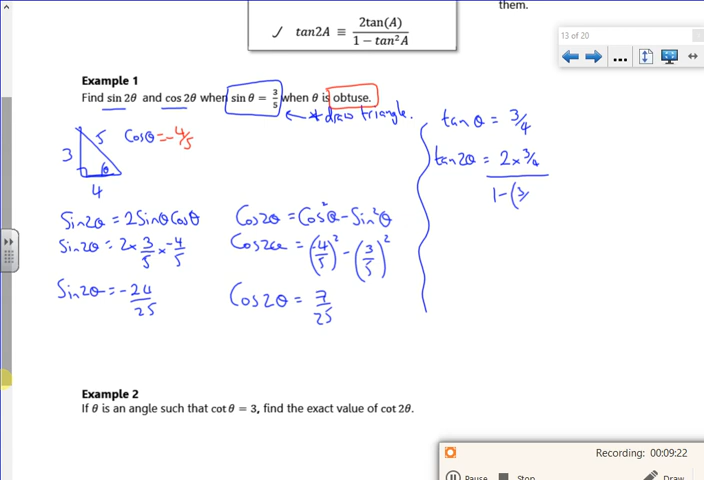 them.
✓ tan2A ≡ 2tan(A) / 1 − tan²A
13 of 20
Example 1
Find sin 2θ and cos 2θ when sin θ = 3/5 when θ is obtuse.
* draw triangle.
3 5 θ 4
Cosθ = -4/5
Sin2θ = 2SinθCosθ
Sin2θ = 2 × 3/5 × -4/5
Sin2θ = -24/25
Cos2θ = Cos²θ - Sin²θ
Cos2θ = (-4/5)² - (3/5)²
Cos2θ = 7/25
tanθ = 3/4
tan2θ = 2 × 3/4 / 1 - (3/
Example 2
If θ is an angle such that cot θ = 3, find the exact value of cot 2θ.
Recording: 00:09:22
Pause Stop Draw